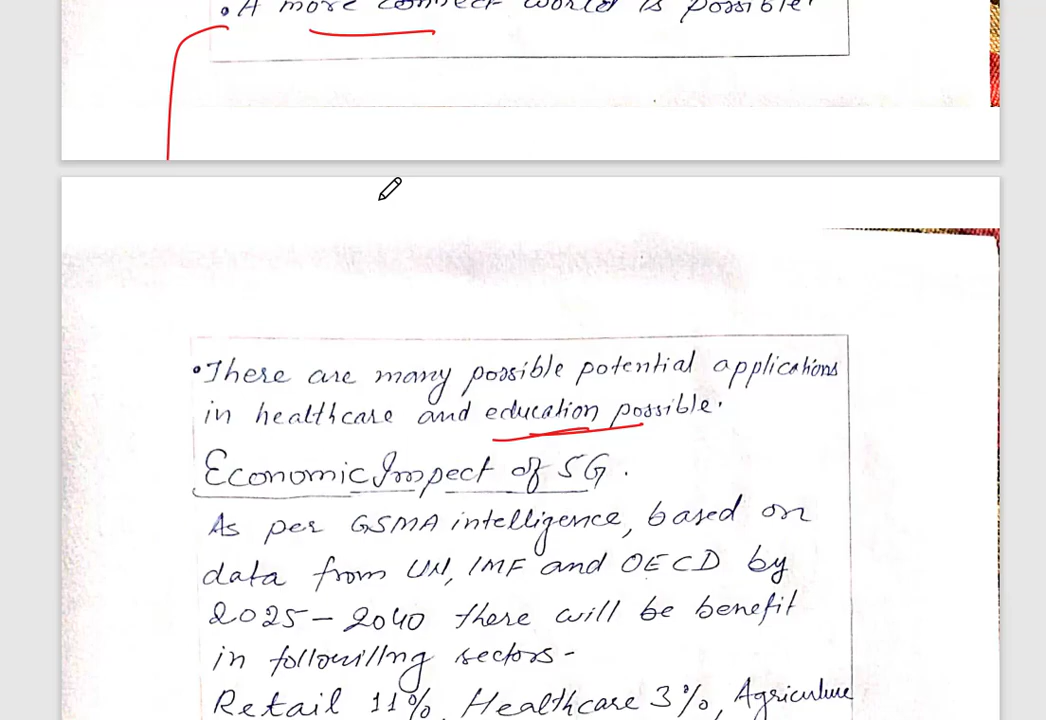 • A more connect world is possible.
• There are many possible potential applications
in healthcare and education possible.
Economic Impect of 5G.
As per GSMA intelligence, based on
data from UN, IMF and OECD by
2025 - 2040 there will be benefit
in followillng sectors -
Retail 11%, Healthcare 3%, Agriculture